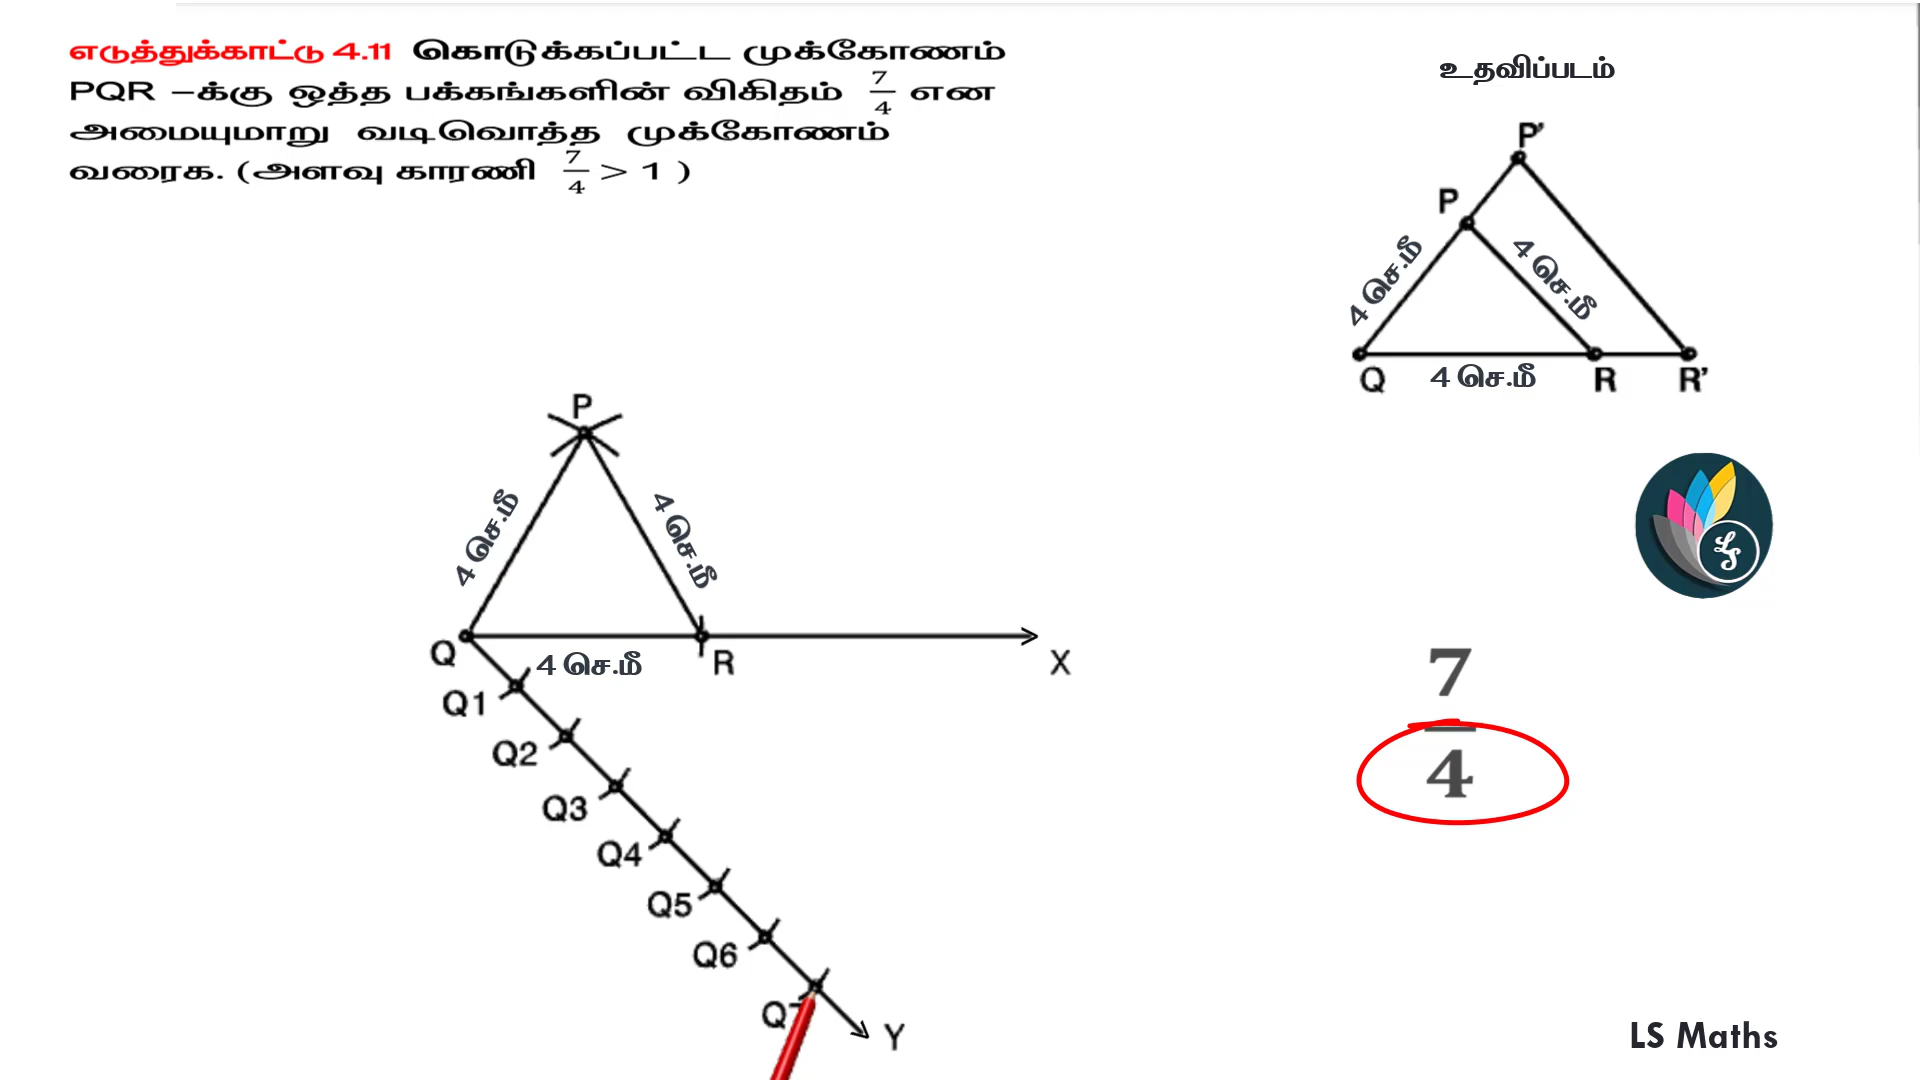 எடுத்துக்காட்டு 4.11 கொடுக்கப்பட்ட முக்கோணம்
PQR –க்கு ஒத்த பக்கங்களின் விகிதம் 7/4 என
அமையுமாறு வடிவொத்த முக்கோணம்
வரைக. (அளவு காரணி 7/4 > 1 )
உதவிப்படம்
P'
P
4 செ.மீ
4 செ.மீ
Q
4 செ.மீ
R
R'
P
4 செ.மீ
4 செ.மீ
Q
4 செ.மீ
R
X
Q1
Q2
Q3
Q4
Q5
Q6
Q7
Y
LS
7
4
LS Maths